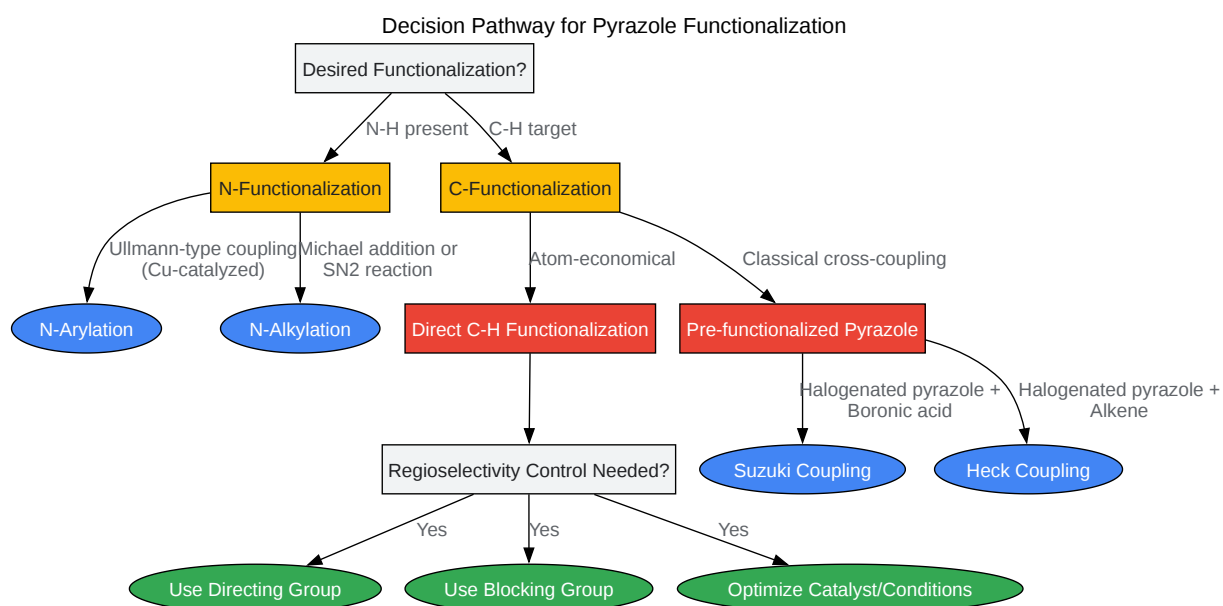 Decision Pathway for Pyrazole Functionalization
Desired Functionalization?
N-H present
C-H target
N-Functionalization
C-Functionalization
Ullmann-type coupling
(Cu-catalyzed)
Michael addition or
SN2 reaction
Atom-economical
Classical cross-coupling
N-Arylation
N-Alkylation
Direct C-H Functionalization
Pre-functionalized Pyrazole
Halogenated pyrazole +
Boronic acid
Halogenated pyrazole +
Alkene
Regioselectivity Control Needed?
Suzuki Coupling
Heck Coupling
Yes
Yes
Yes
Use Directing Group
Use Blocking Group
Optimize Catalyst/Conditions